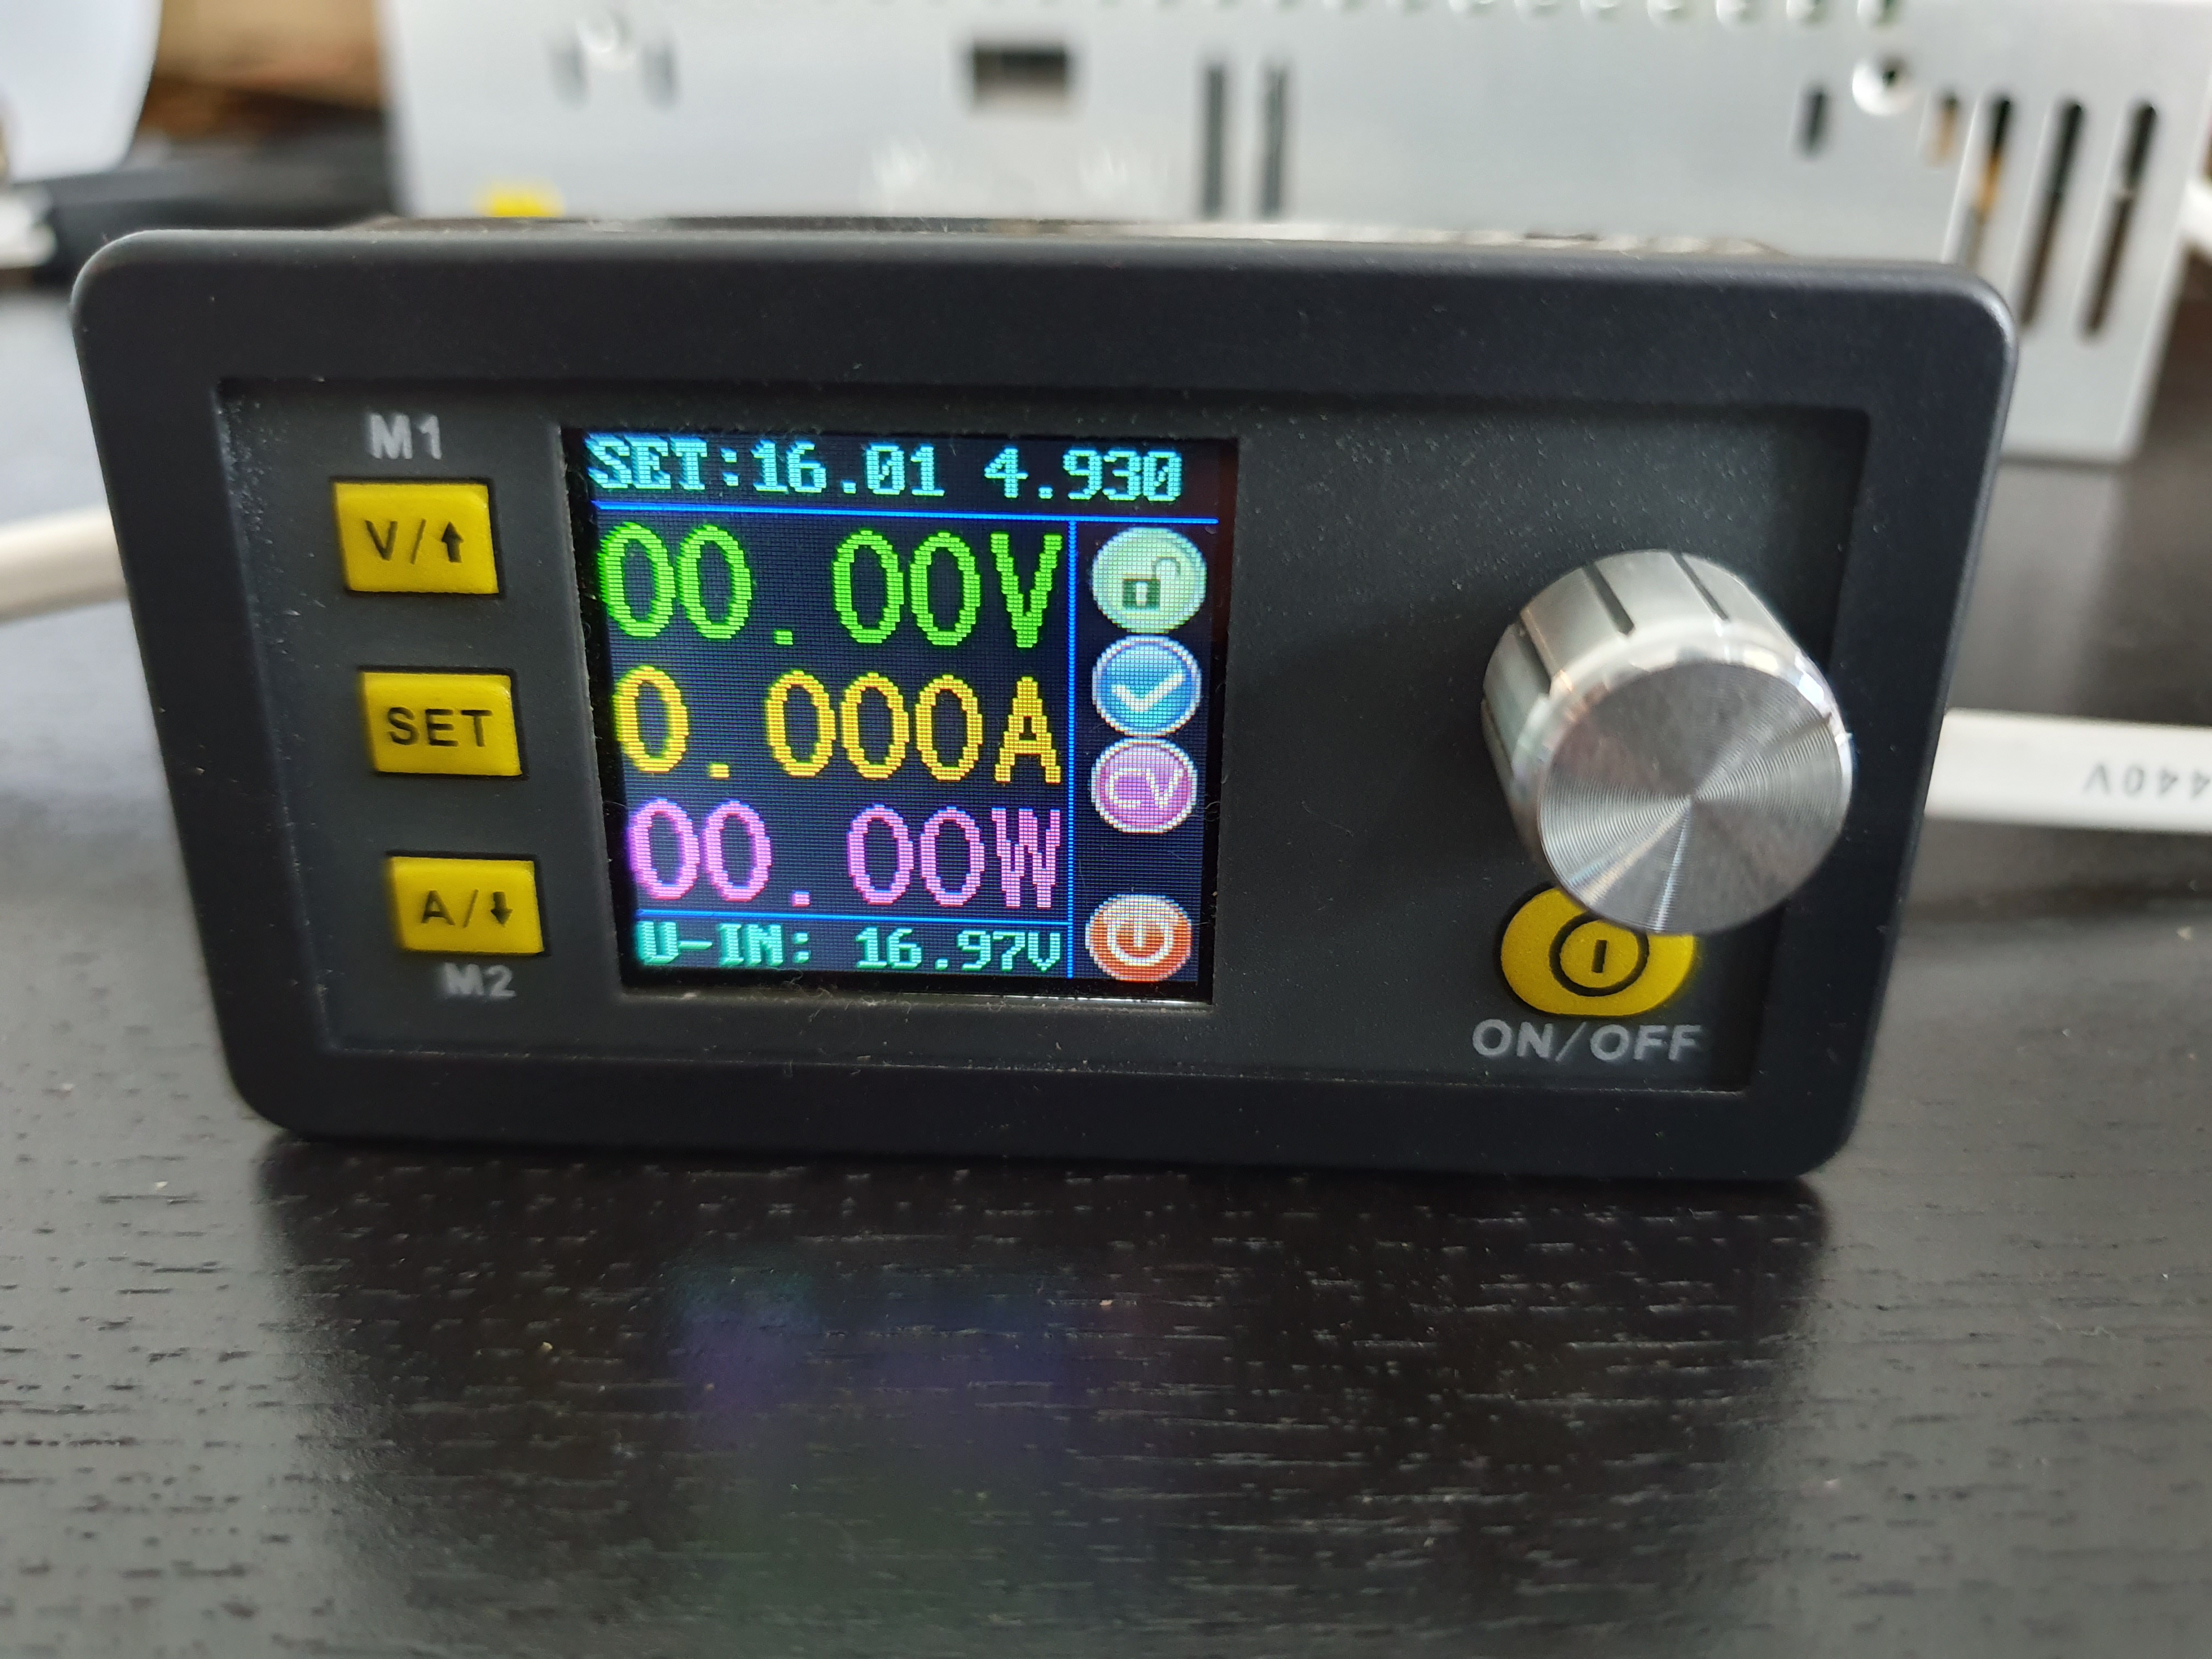 M1
V/↑
SET
A/↓
M2
SET:16.01 4.930
00.00V
0.000A
00.00W
U-IN: 16.97V
CV
ON/OFF
440V